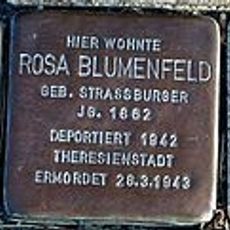 HIER WOHNTE
ROSA BLUMENFELD
GEB. STRASSBURGER
JG. 1862
DEPORTIERT 1942
THERESIENSTADT
ERMORDET 28.3.1943